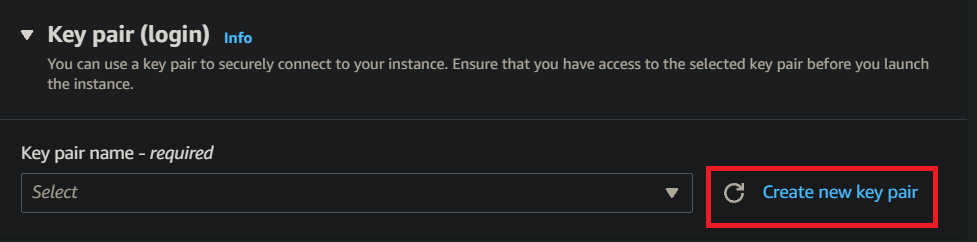 Key pair (login) Info
You can use a key pair to securely connect to your instance. Ensure that you have access to the selected key pair before you launch
the instance.
Key pair name - required
Select
Create new key pair